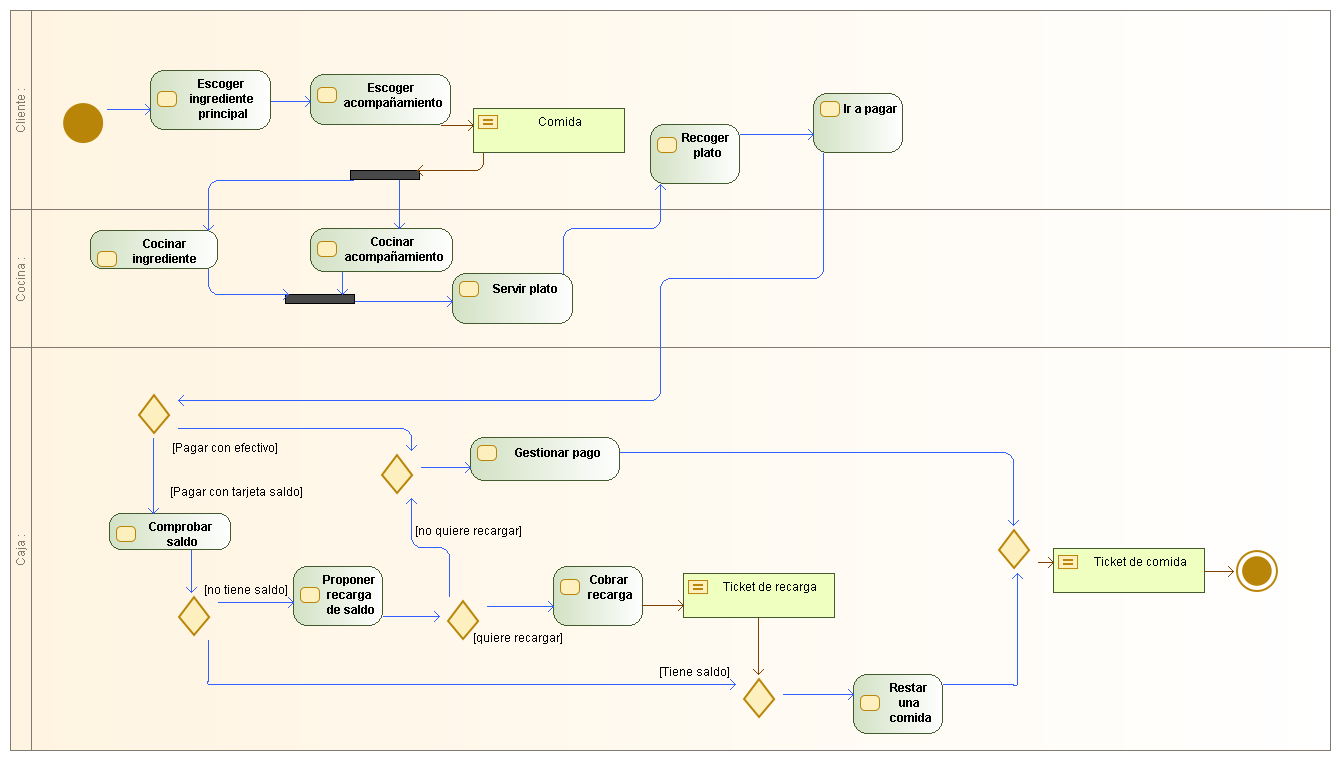 Cliente :
Escoger
ingrediente
principal
Escoger
acompañamiento
Comida
Recoger
plato
Ir a pagar
Cocina :
Cocinar
ingrediente
Cocinar
acompañamiento
Servir plato
Caja :
[Pagar con efectivo]
[Pagar con tarjeta saldo]
Gestionar pago
Comprobar
saldo
[no quiere recargar]
[no tiene saldo]
Proponer
recarga
de saldo
[quiere recargar]
Cobrar
recarga
Ticket de recarga
Ticket de comida
[Tiene saldo]
Restar
una
comida